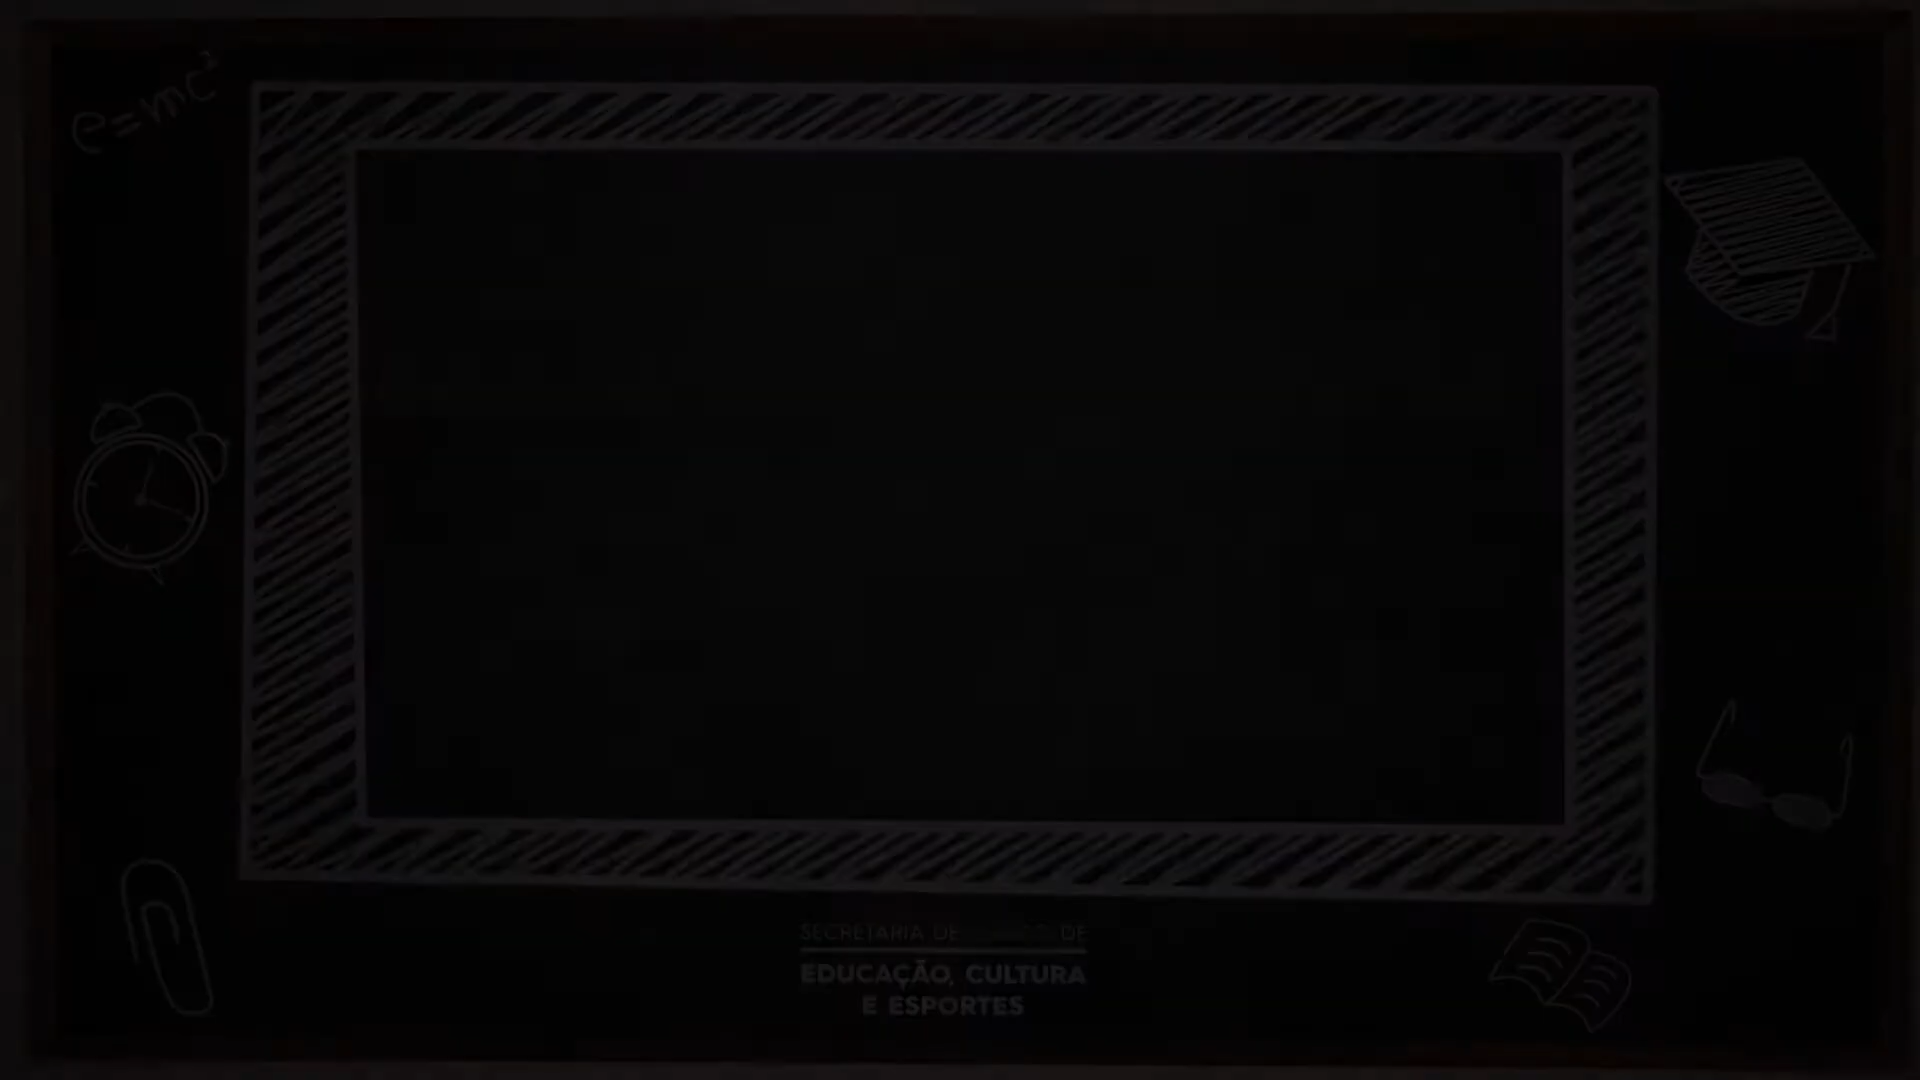 e=mc²
SECRETARIA DE DE
EDUCAÇÃO, CULTURA
E ESPORTES